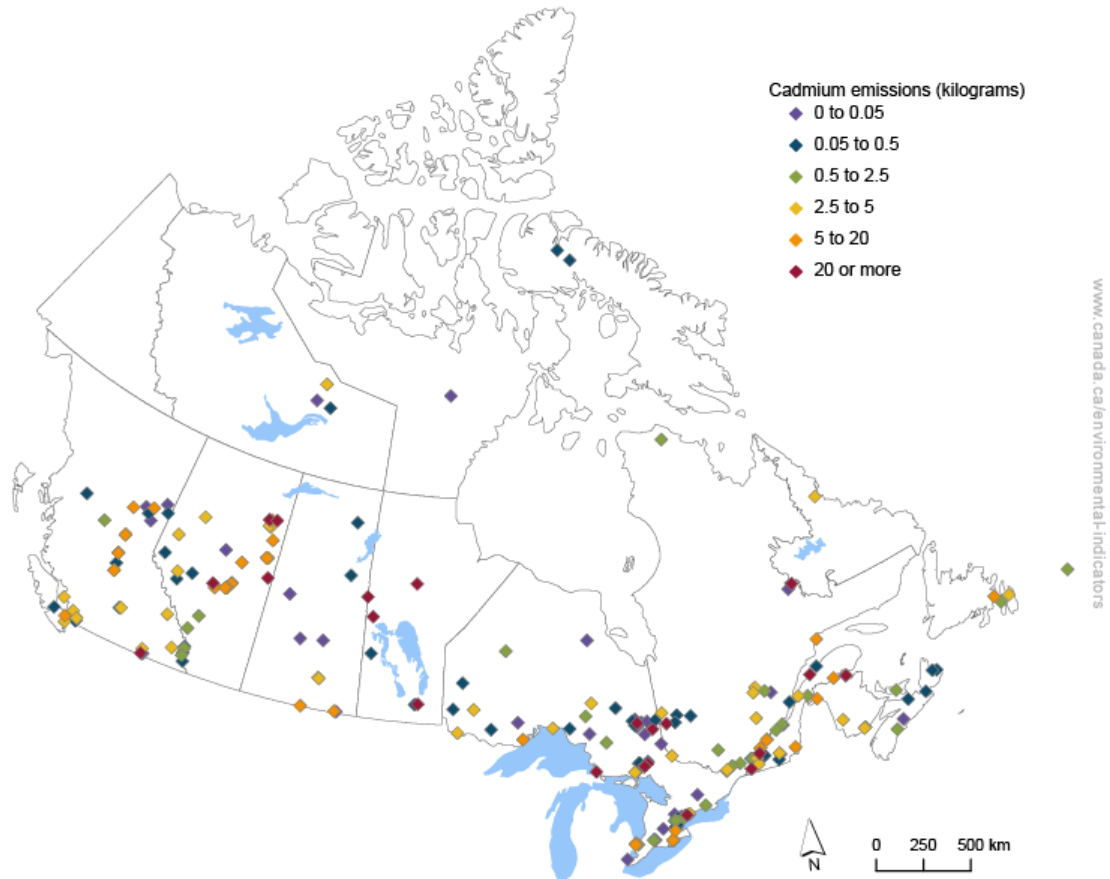 Cadmium emissions (kilograms)
0 to 0.05
0.05 to 0.5
0.5 to 2.5
2.5 to 5
5 to 20
20 or more
www.canada.ca/environmental-indicators
N
0 250 500 km